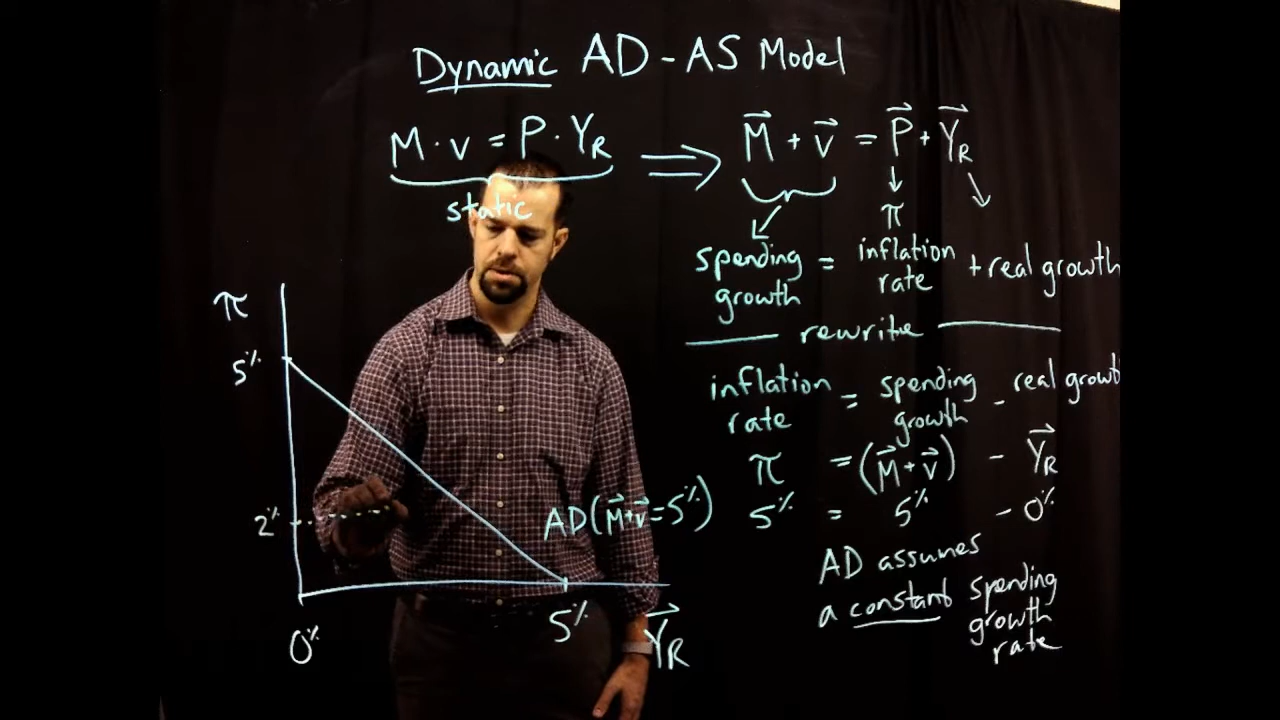 Dynamic AD-AS Model
M · v = P · Y_R ⟹ M⃗ + v⃗ = P⃗ + Y⃗_R
static
π
spending growth = inflation rate + real growth
rewrite
inflation rate = spending growth - real growth
π = (M⃗ + v⃗) - Y⃗_R
5% = 5% - 0%
AD assumes
a constant spending
growth
rate
π
5%
2%
AD(M⃗+v⃗=5%)
0%
5%
Y⃗_R